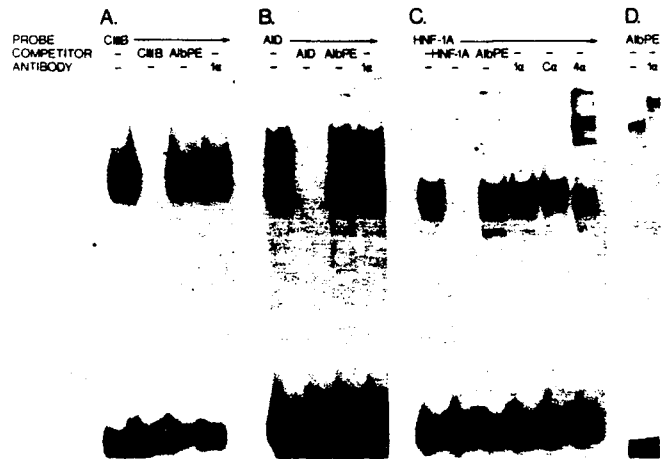 A. B. C. D.
PROBE CIIIB AID HNF-1A AlbPE
COMPETITOR - CIIIB AlbPE - - AID AlbPE - - HNF-1A AlbPE - - - - -
ANTIBODY - - - 1α - - - 1α - - - 1α Cα 4α - 1α